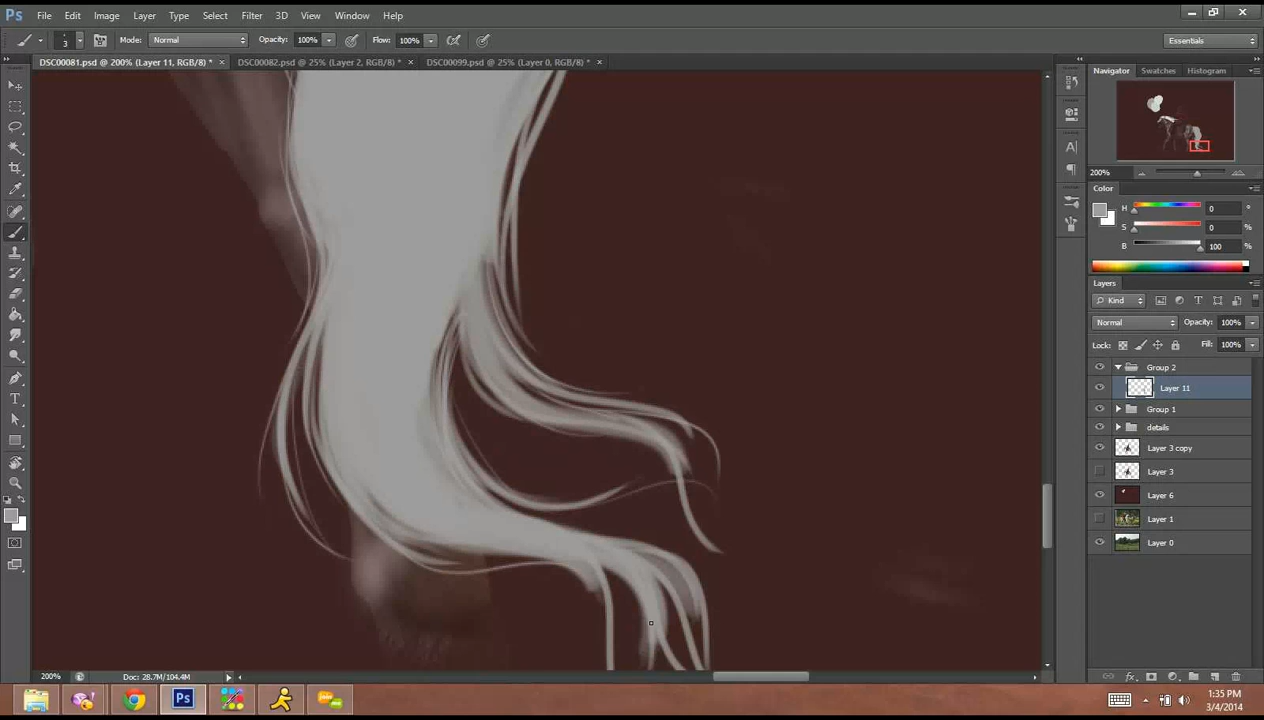 Ps File Edit Image Layer Type Select Filter 3D View Window Help
3 Mode: Normal Opacity: 100% Flow: 100% Essentials
DSC00081.psd @ 200% (Layer 11, RGB/8) * × DSC00082.psd @ 25% (Layer 2, RGB/8) * × DSC00099.psd @ 25% (Layer 0, RGB/8) * ×
Navigator Swatches Histogram
200%
Color
H 0 °
S 0 %
B 100 %
Layers
Kind
Normal Opacity: 100%
Lock: Fill: 100%
Group 2
Layer 11
Group 1
details
Layer 3 copy
Layer 3
Layer 6
Layer 1
Layer 0
200% Doc: 28.7M/104.4M
fx
Ps
1:35 PM
3/4/2014